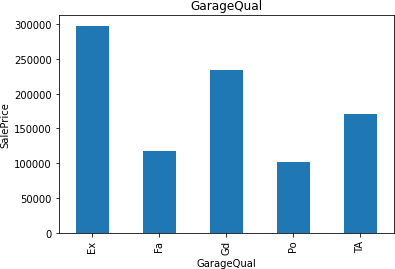 GarageQual
300000
250000
200000
150000
100000
50000
0
SalePrice
Ex
Fa
Gd
Po
TA
GarageQual